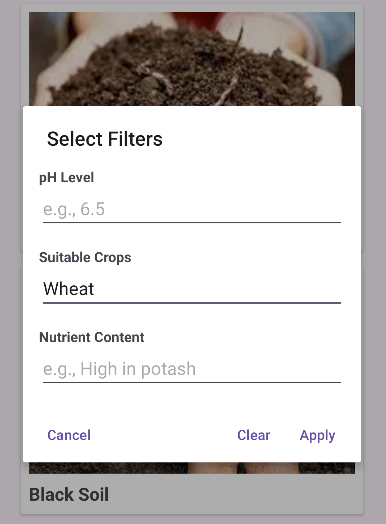 Select Filters
pH Level
e.g., 6.5
Suitable Crops
Wheat
Nutrient Content
e.g., High in potash
Cancel Clear Apply
Black Soil